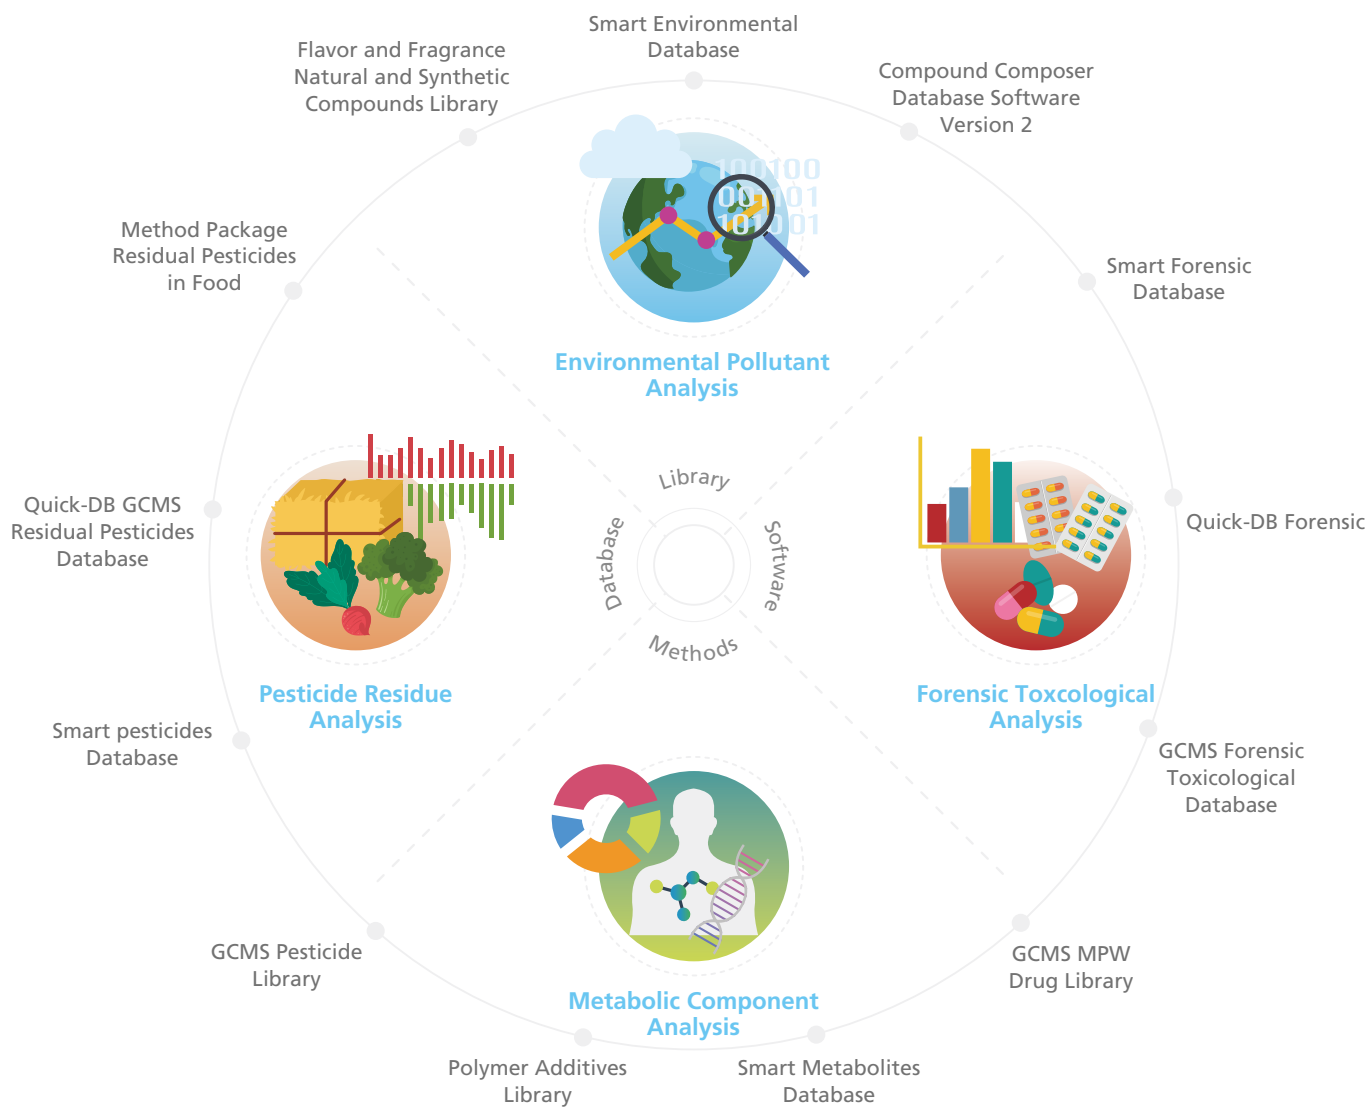 Smart Environmental
Database
Flavor and Fragrance
Natural and Synthetic
Compounds Library
Compound Composer
Database Software
Version 2
100100
001101
101001
Method Package
Residual Pesticides
in Food
Smart Forensic
Database
Environmental Pollutant
Analysis
Library
Database
Software
Methods
Quick-DB GCMS
Residual Pesticides
Database
Quick-DB Forensic
Pesticide Residue
Analysis
Forensic Toxcological
Analysis
Smart pesticides
Database
GCMS Forensic
Toxicological
Database
GCMS Pesticide
Library
GCMS MPW
Drug Library
Metabolic Component
Analysis
Polymer Additives
Library
Smart Metabolites
Database